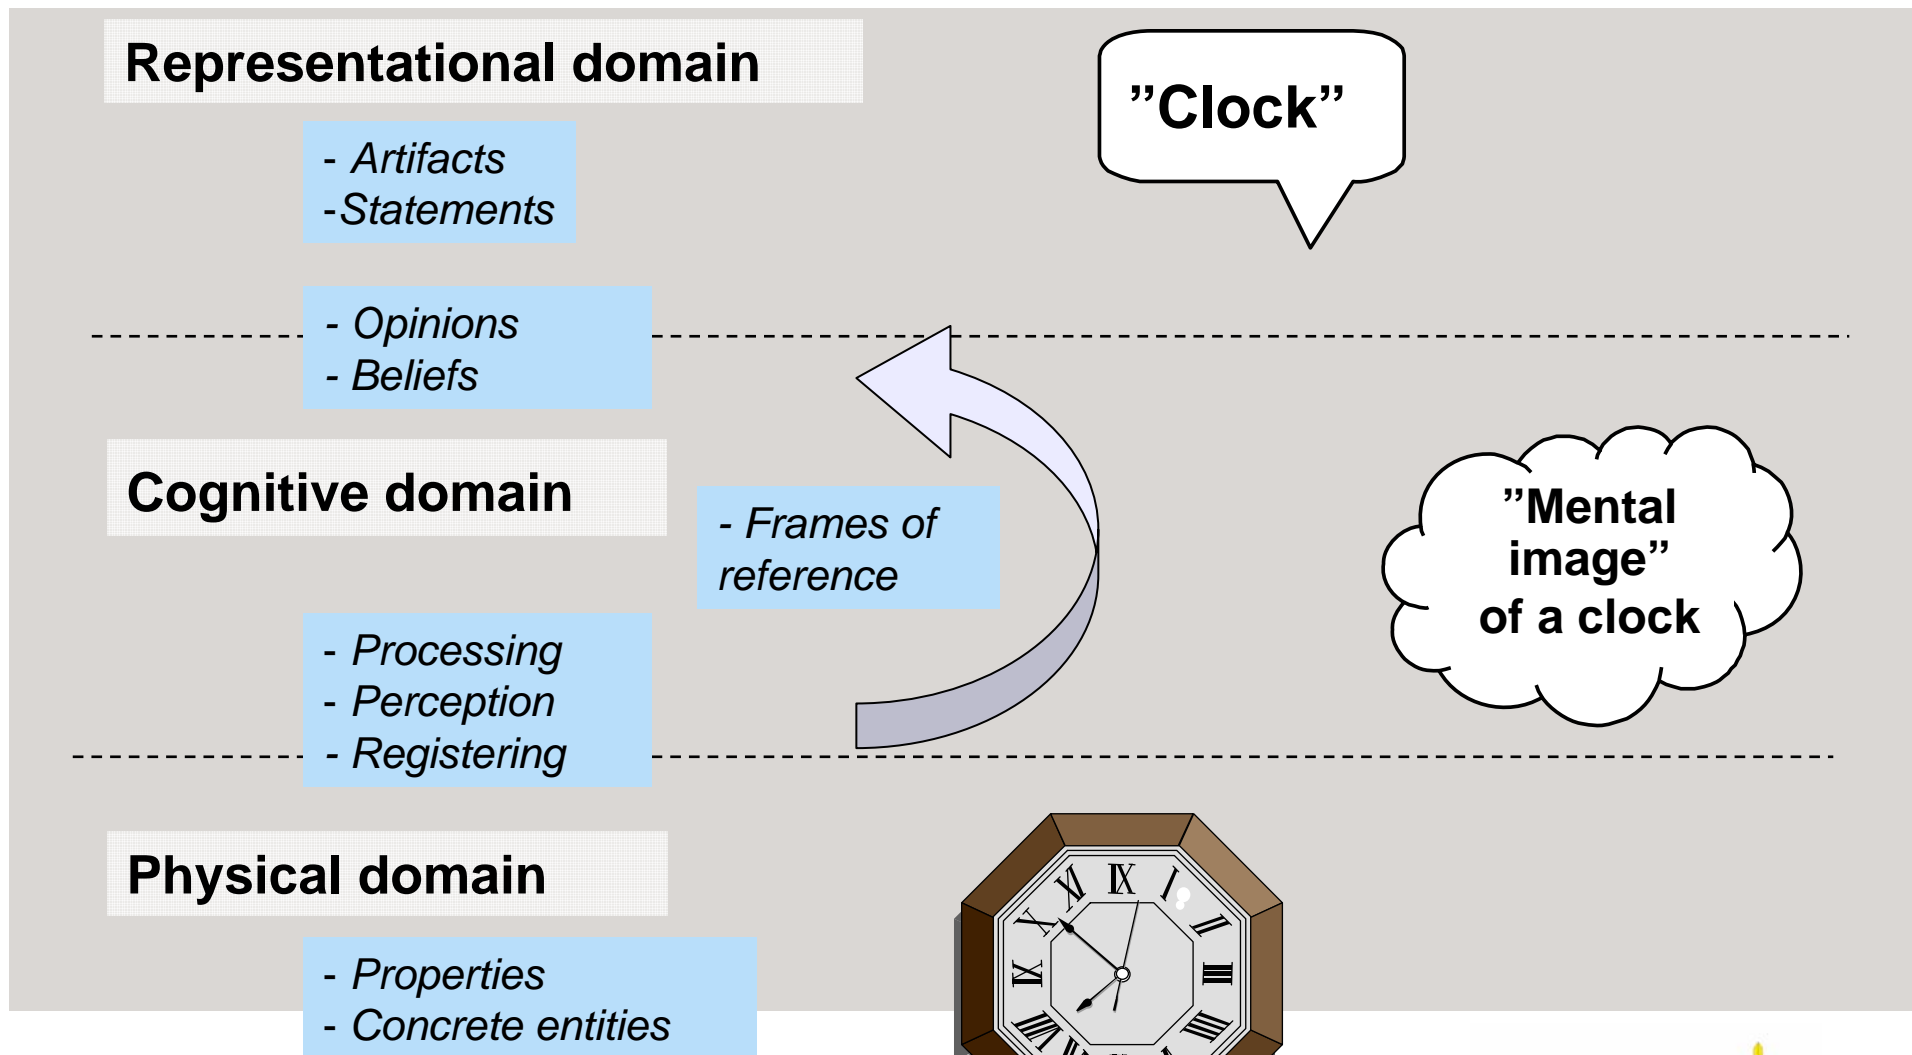 Representational domain
”Clock”
- Artifacts
-Statements
- Opinions
- Beliefs
Cognitive domain
- Frames of
reference
”Mental
image”
of a clock
- Processing
- Perception
- Registering
Physical domain
- Properties
- Concrete entities